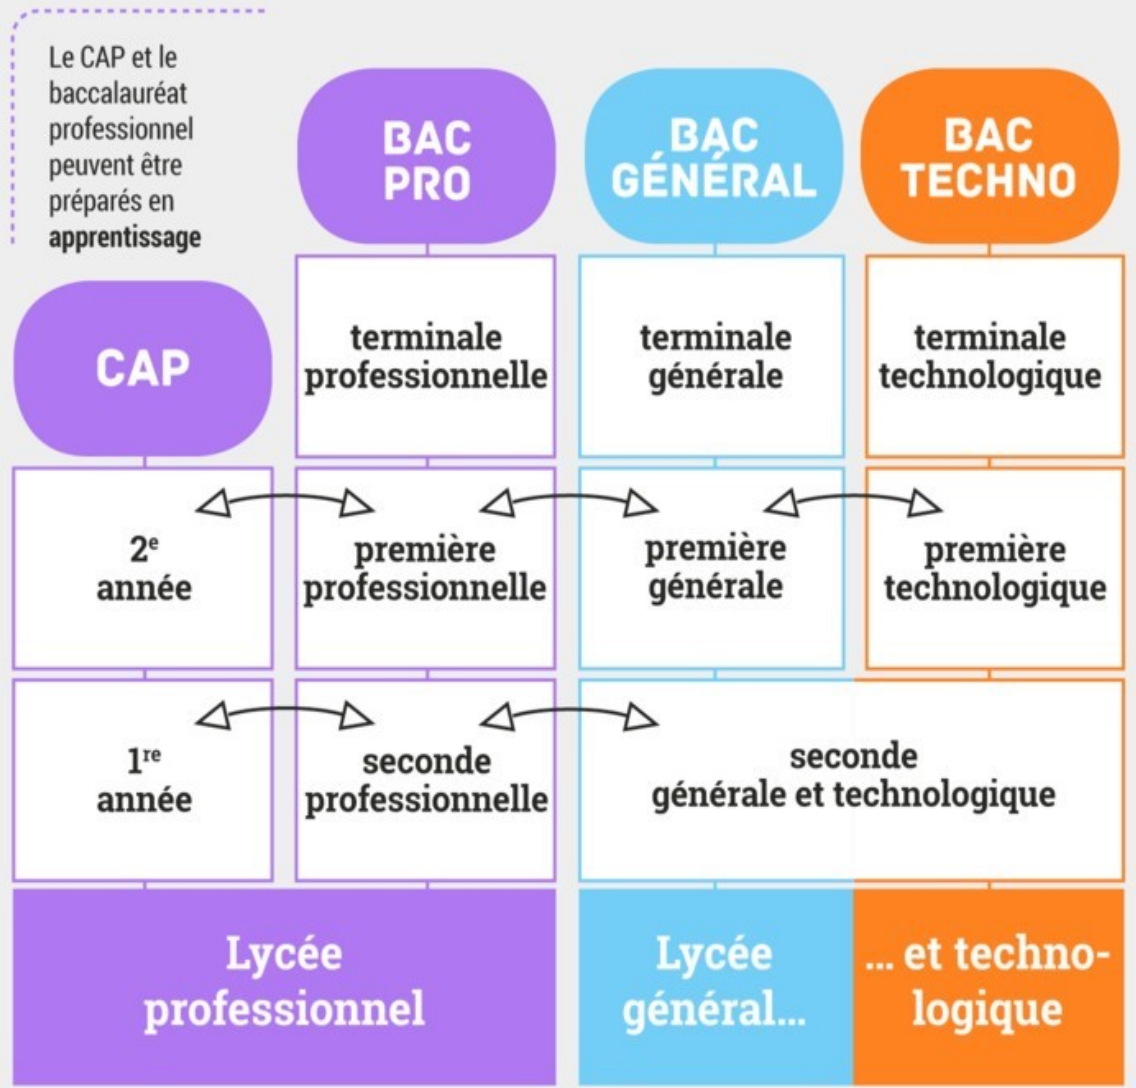 Le CAP et le
baccalauréat
professionnel
peuvent être
préparés en
apprentissage
BAC
PRO
BAC
GÉNÉRAL
BAC
TECHNO
CAP
terminale
professionnelle
terminale
générale
terminale
technologique
2e
année
première
professionnelle
première
générale
première
technologique
1re
année
seconde
professionnelle
seconde
générale et technologique
Lycée
professionnel
Lycée
général...
... et techno-
logique